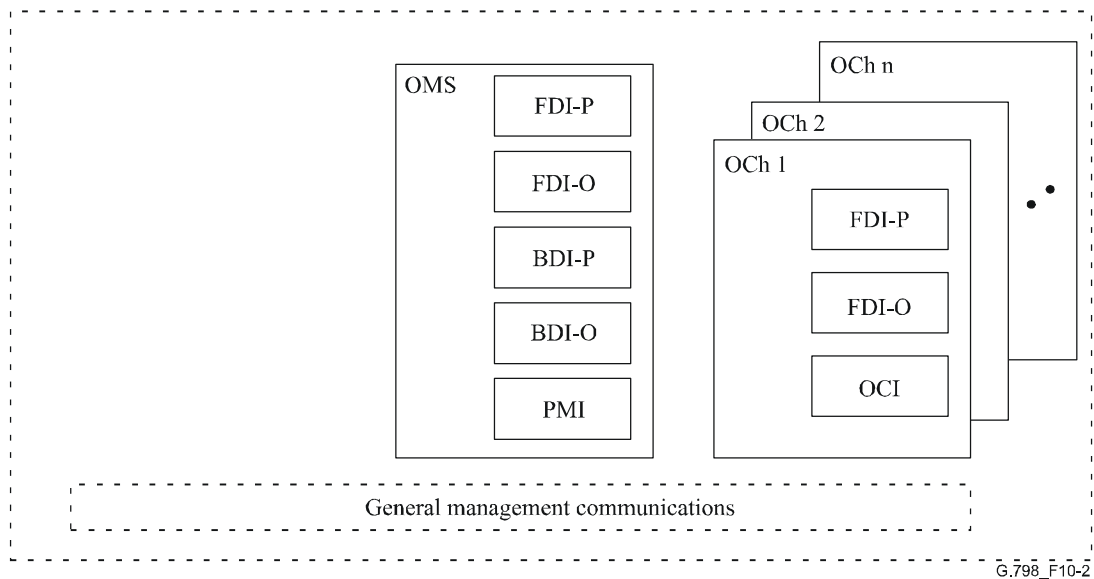 OMS
FDI-P
FDI-O
BDI-P
BDI-O
PMI
OCh n
OCh 2
OCh 1
FDI-P
FDI-O
OCI
General management communications
G.798_F10-2